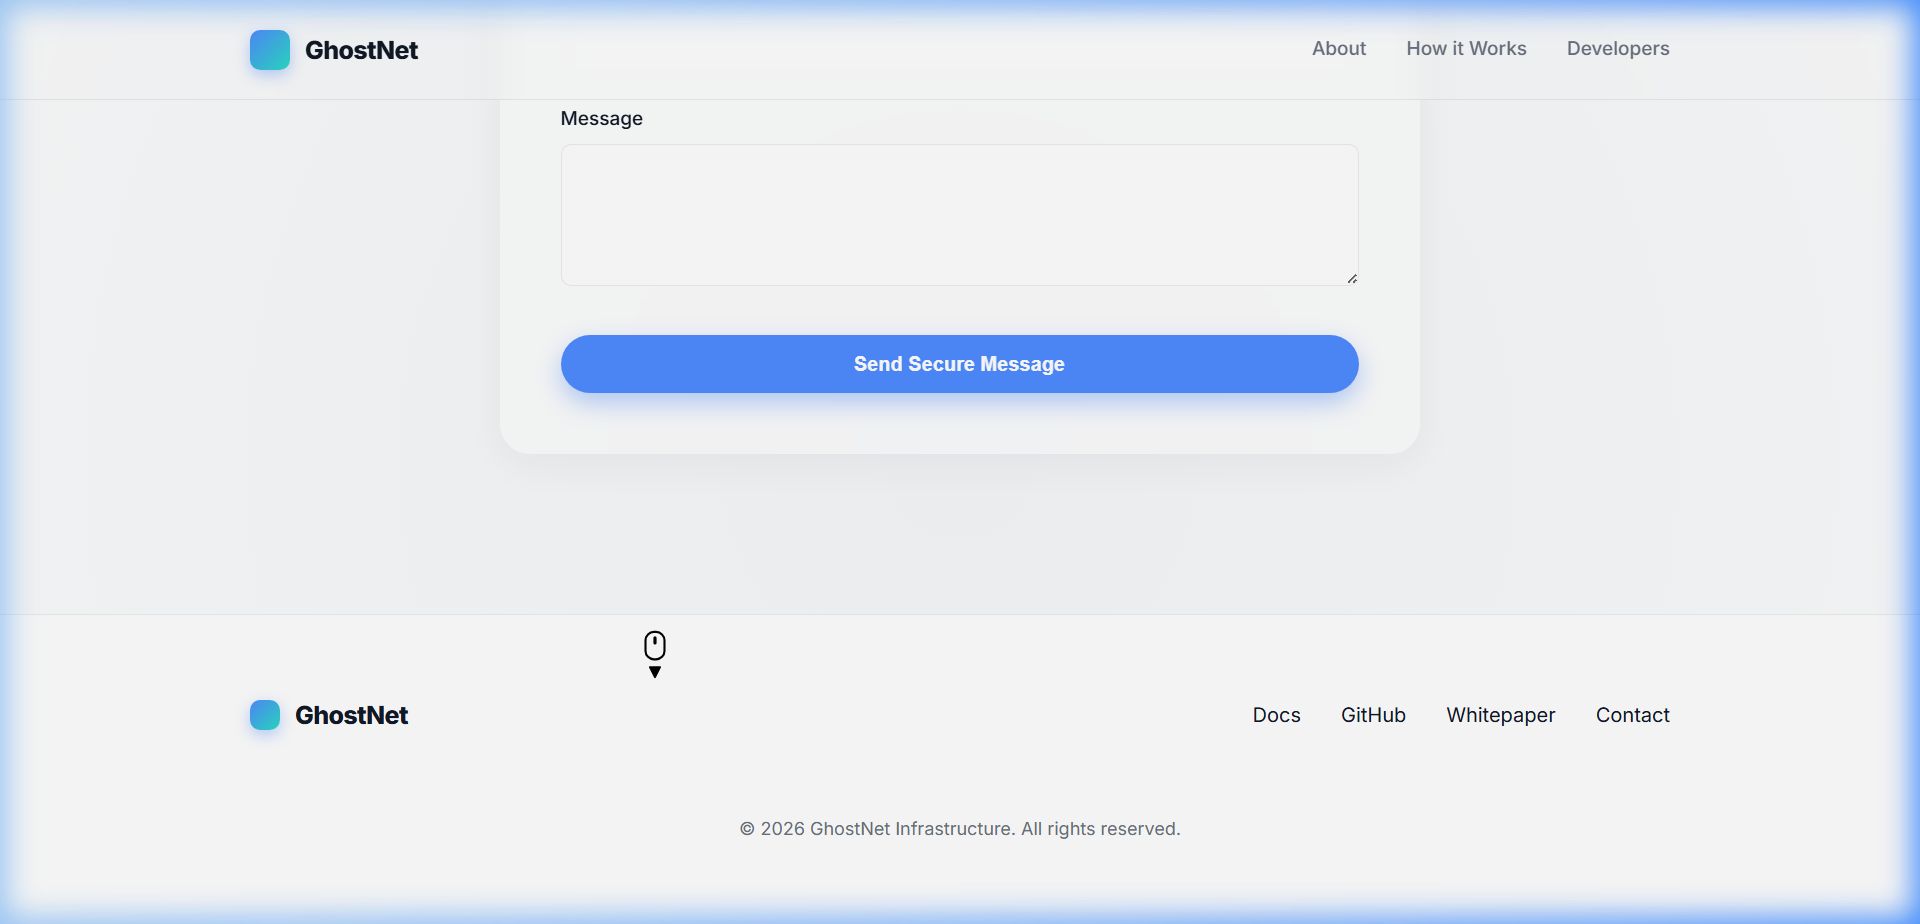 GhostNet
About
How it Works
Developers
Message
Send Secure Message
GhostNet
Docs
GitHub
Whitepaper
Contact
© 2026 GhostNet Infrastructure. All rights reserved.